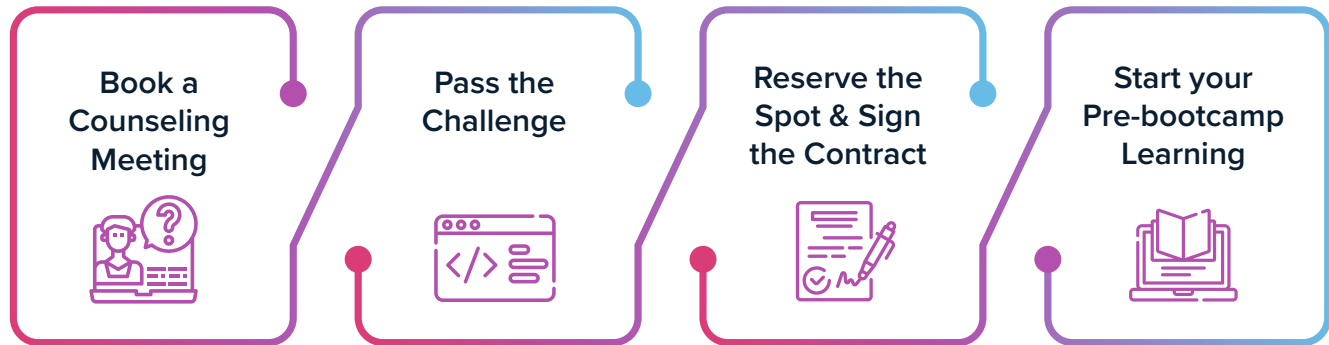 Book a
Counseling
Meeting
Pass the
Challenge
Reserve the
Spot & Sign
the Contract
Start your
Pre-bootcamp
Learning